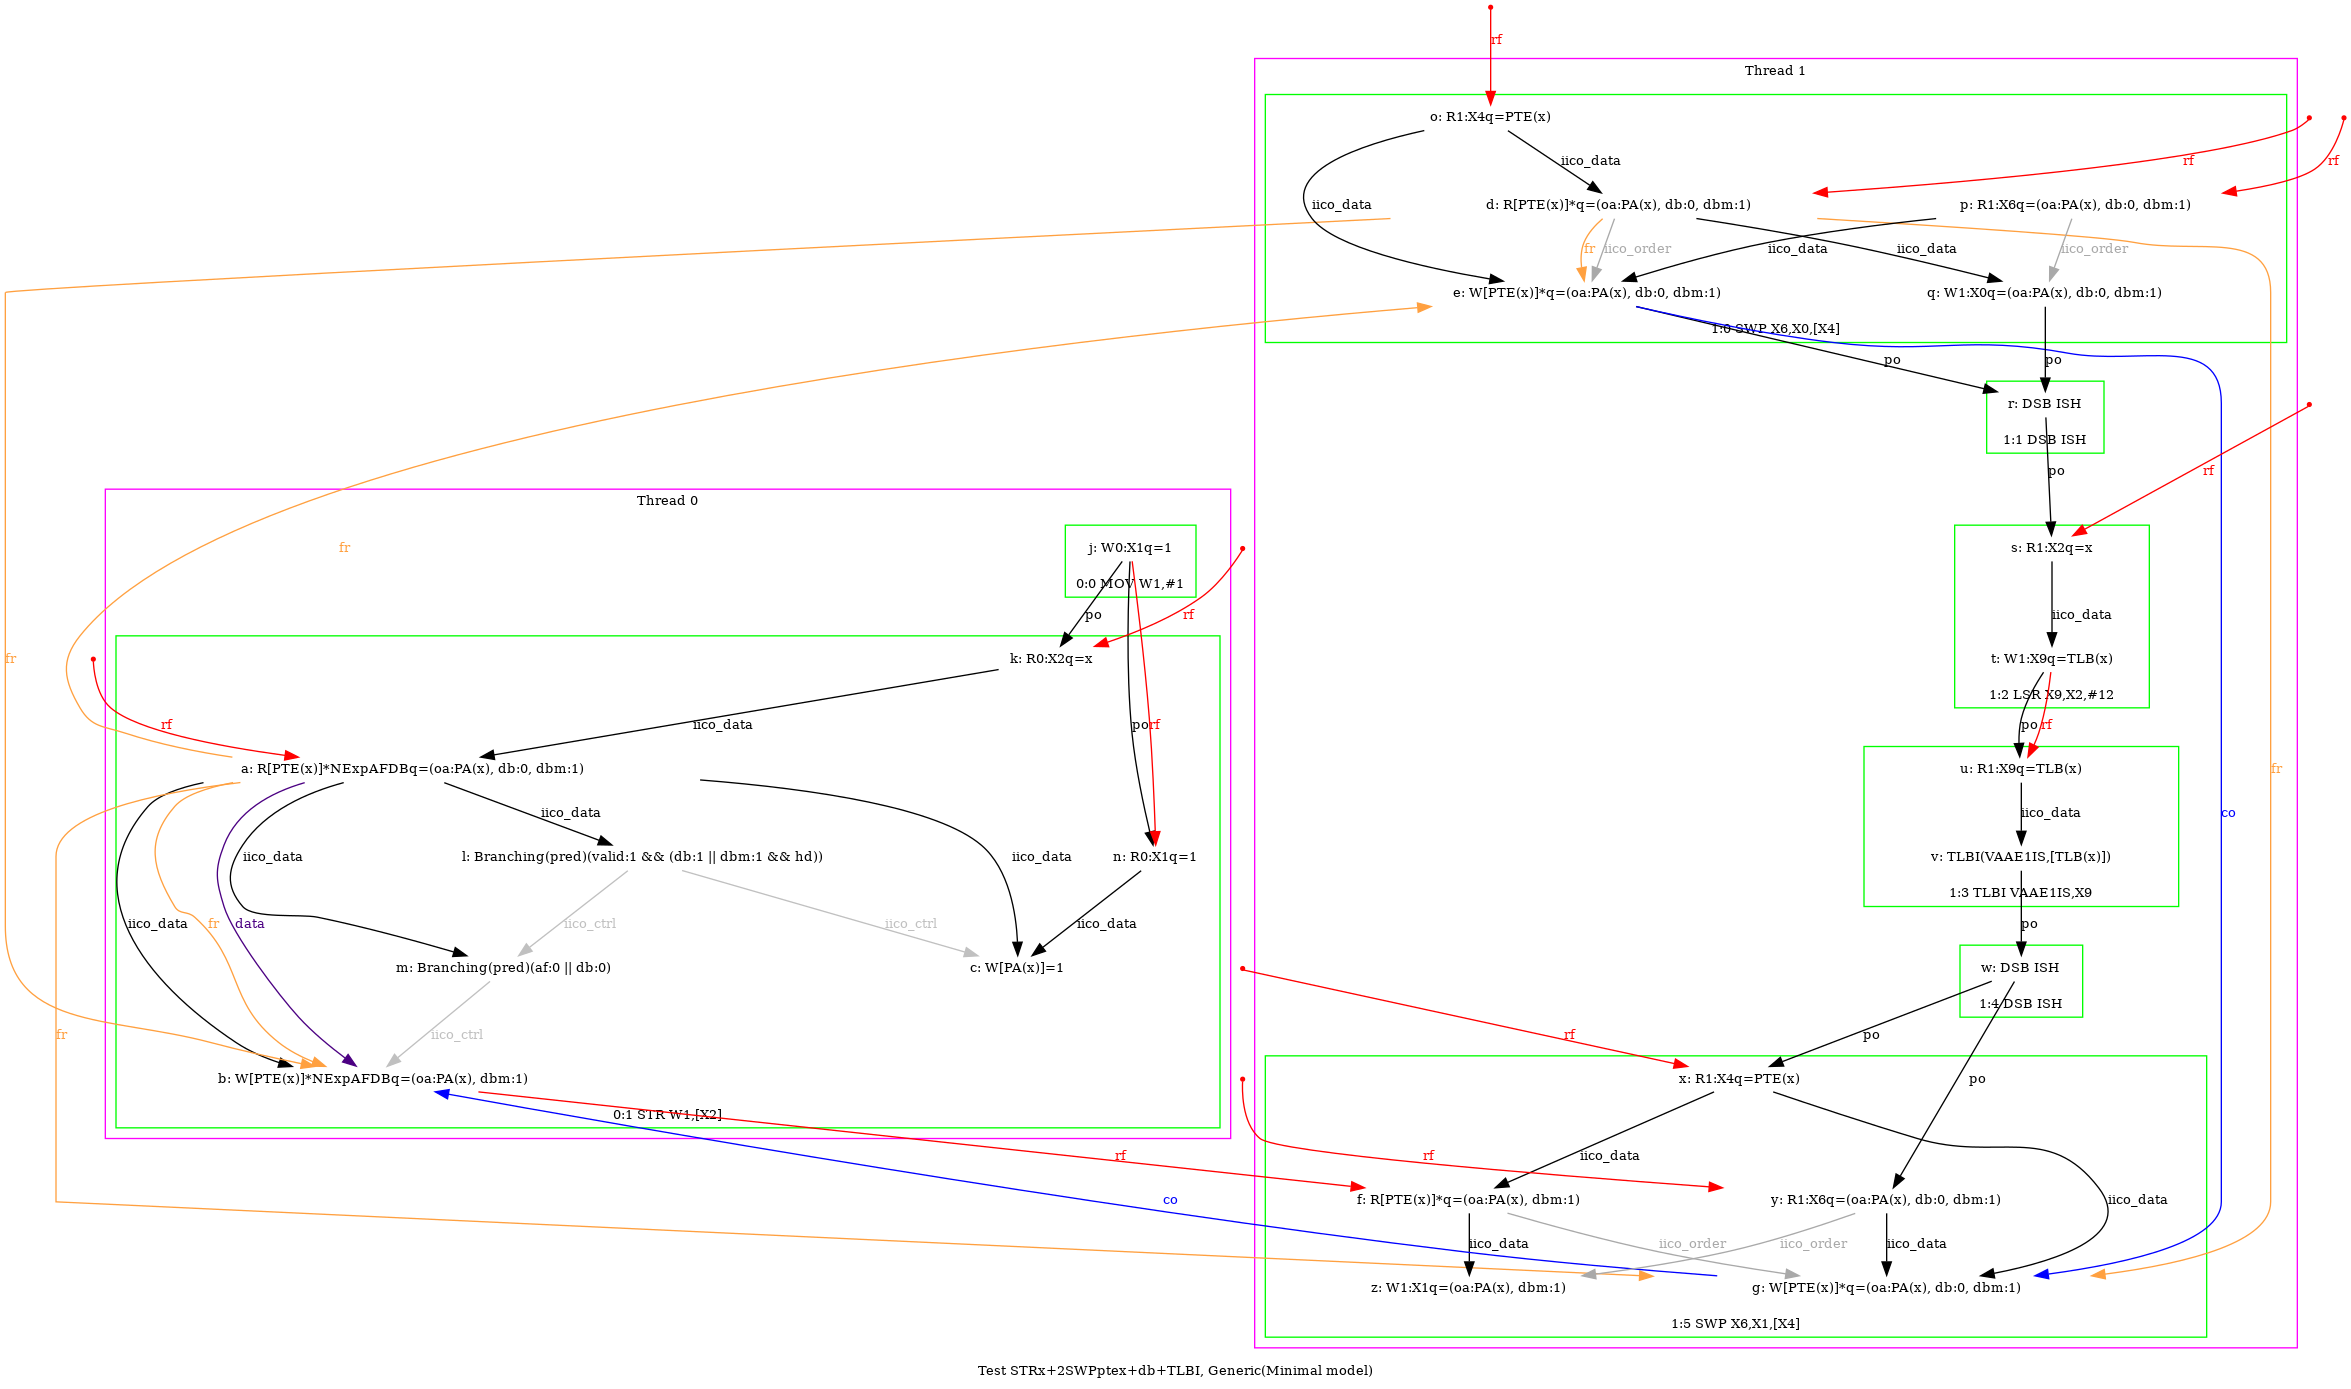 rf
Thread 1
o: R1:X4q=PTE(x)
iico_data
rf
rf
iico_data
d: R[PTE(x)]*q=(oa:PA(x), db:0, dbm:1)
p: R1:X6q=(oa:PA(x), db:0, dbm:1)
fr
iico_order
iico_data
iico_data
iico_order
e: W[PTE(x)]*q=(oa:PA(x), db:0, dbm:1)
q: W1:X0q=(oa:PA(x), db:0, dbm:1)
1:0 SWP X6,X0,[X4]
po
po
r: DSB ISH
1:1 DSB ISH
po
rf
Thread 0
j: W0:X1q=1
fr
s: R1:X2q=x
0:0 MOV W1,#1
po
rf
iico_data
fr
k: R0:X2q=x
t: W1:X9q=TLB(x)
1:2 LSR X9,X2,#12
rf
iico_data
po
rf
po
rf
a: R[PTE(x)]*NExpAFDBq=(oa:PA(x), db:0, dbm:1)
u: R1:X9q=TLB(x)
fr
iico_data
iico_data
co
iico_data
l: Branching(pred)(valid:1 && (db:1 || dbm:1 && hd))
iico_data
n: R0:X1q=1
v: TLBI(VAAE1IS,[TLB(x)])
1:3 TLBI VAAE1IS,X9
iico_data
fr
data
iico_ctrl
iico_ctrl
iico_data
po
m: Branching(pred)(af:0 || db:0)
c: W[PA(x)]=1
w: DSB ISH
1:4 DSB ISH
fr
iico_ctrl
rf
po
b: W[PTE(x)]*NExpAFDBq=(oa:PA(x), dbm:1)
x: R1:X4q=PTE(x)
po
0:1 STR W1,[X2]
rf
rf
iico_data
co
f: R[PTE(x)]*q=(oa:PA(x), dbm:1)
y: R1:X6q=(oa:PA(x), db:0, dbm:1)
iico_data
iico_data
iico_order
iico_order
iico_data
z: W1:X1q=(oa:PA(x), dbm:1)
g: W[PTE(x)]*q=(oa:PA(x), db:0, dbm:1)
1:5 SWP X6,X1,[X4]
Test STRx+2SWPptex+db+TLBI, Generic(Minimal model)